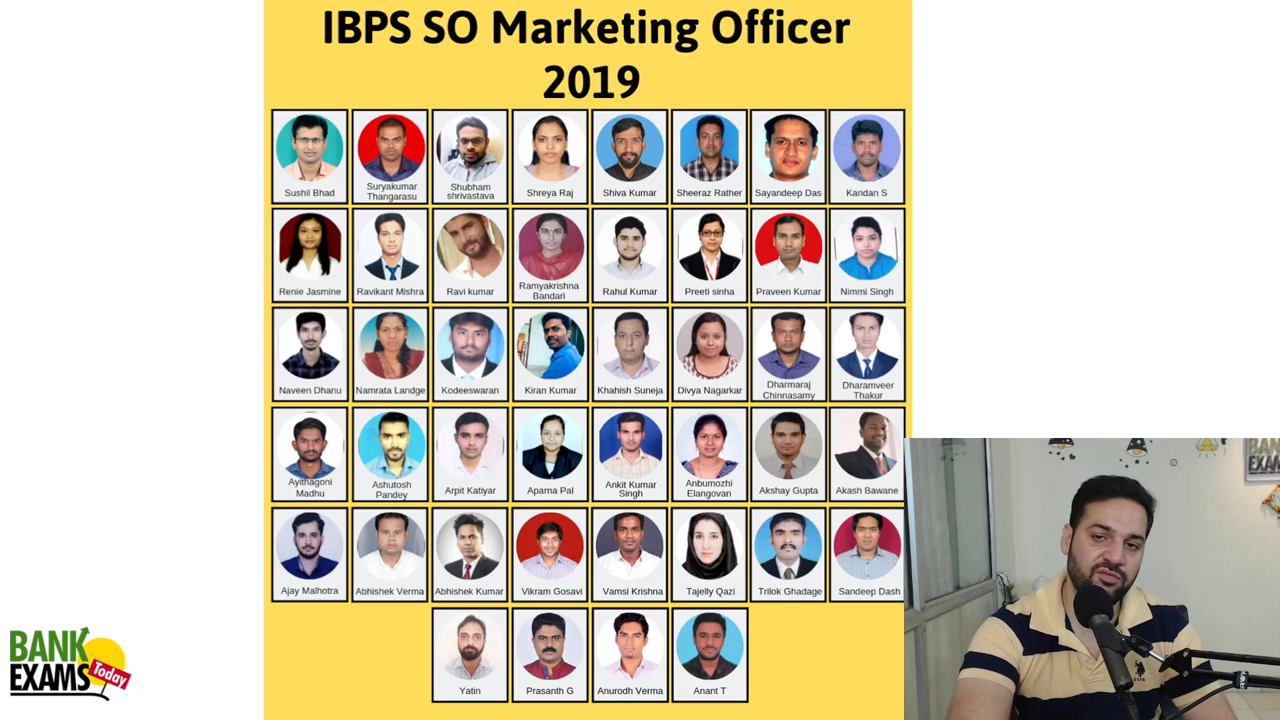 IBPS SO Marketing Officer
2019
Sushil Bhad
Suryakumar
Thangarasu
Shubham
shrivastava
Shreya Raj
Shiva Kumar
Sheeraz Rather
Sayandeep Das
Kandan S
Renie Jasmine
Ravikant Mishra
Ravi kumar
Ramyakrishna
Bandari
Rahul Kumar
Preeti sinha
Praveen Kumar
Nimmi Singh
Naveen Dhanu
Namrata Landge
Kodeeswaran
Kiran Kumar
Khahish Suneja
Divya Nagarkar
Dharmaraj
Chinnasamy
Dharamveer
Thakur
Ayithagoni
Madhu
Ashutosh
Pandey
Arpit Katiyar
Aparna Pal
Ankit Kumar
Singh
Anbumozhi
Elangovan
Akshay Gupta
Akash Bawane
Ajay Malhotra
Abhishek Verma
Abhishek Kumar
Vikram Gosavi
Vamsi Krishna
Tajelly Qazi
Trilok Ghadage
Sandeep Dash
Yatin
Prasanth G
Anurodh Verma
Anant T
BANK
EXAMS
Today
BANK
EXAMS